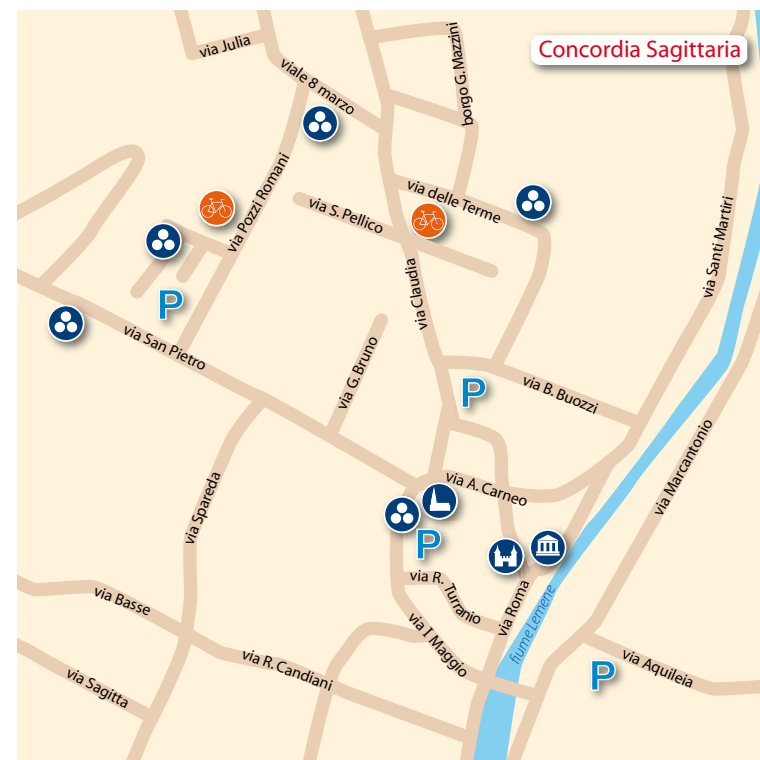 Concordia Sagittaria
via Julia
viale 8 marzo
borgo G. Mazzini
via Pozzi Romani
via S. Pellico
via delle Terme
via Santi Martiri
via Claudia
P
via San Pietro
via G. Bruno
P
via B. Buozzi
via Marcantonio
via A. Carneo
via Spareda
P
via R. Turranio
via Roma
fiume Lemene
via Basse
via I Maggio
via R. Candiani
via Sagitta
P
via Aquileia